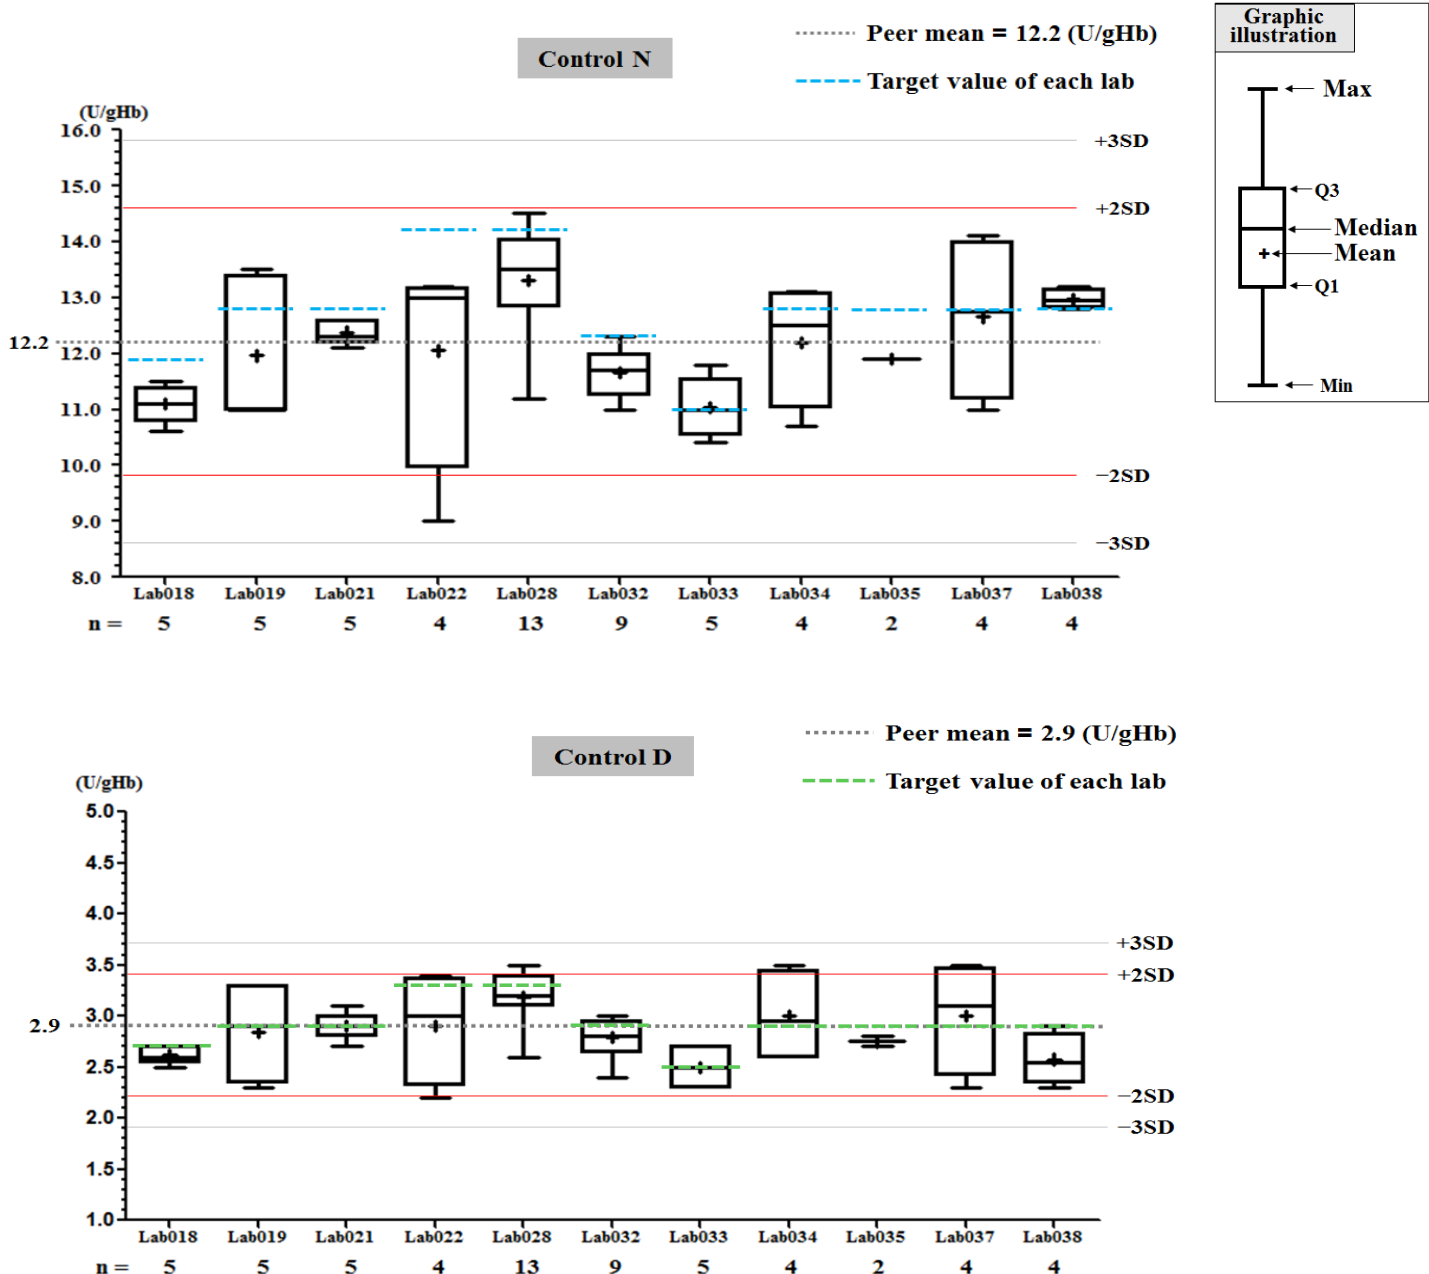 Control N
Peer mean = 12.2 (U/gHb)
Target value of each lab
Graphic
illustration
Max
Q3
Median
Mean
Q1
Min
(U/gHb)
16.0
15.0
14.0
13.0
12.2
12.0
11.0
10.0
9.0
8.0
+3SD
+2SD
−2SD
−3SD
Lab018 Lab019 Lab021 Lab022 Lab028 Lab032 Lab033 Lab034 Lab035 Lab037 Lab038
n = 5 5 5 4 13 9 5 4 2 4 4
Control D
Peer mean = 2.9 (U/gHb)
Target value of each lab
(U/gHb)
5.0
4.5
4.0
3.5
3.0
2.9
2.5
2.0
1.5
1.0
+3SD
+2SD
−2SD
−3SD
Lab018 Lab019 Lab021 Lab022 Lab028 Lab032 Lab033 Lab034 Lab035 Lab037 Lab038
n = 5 5 5 4 13 9 5 4 2 4 4